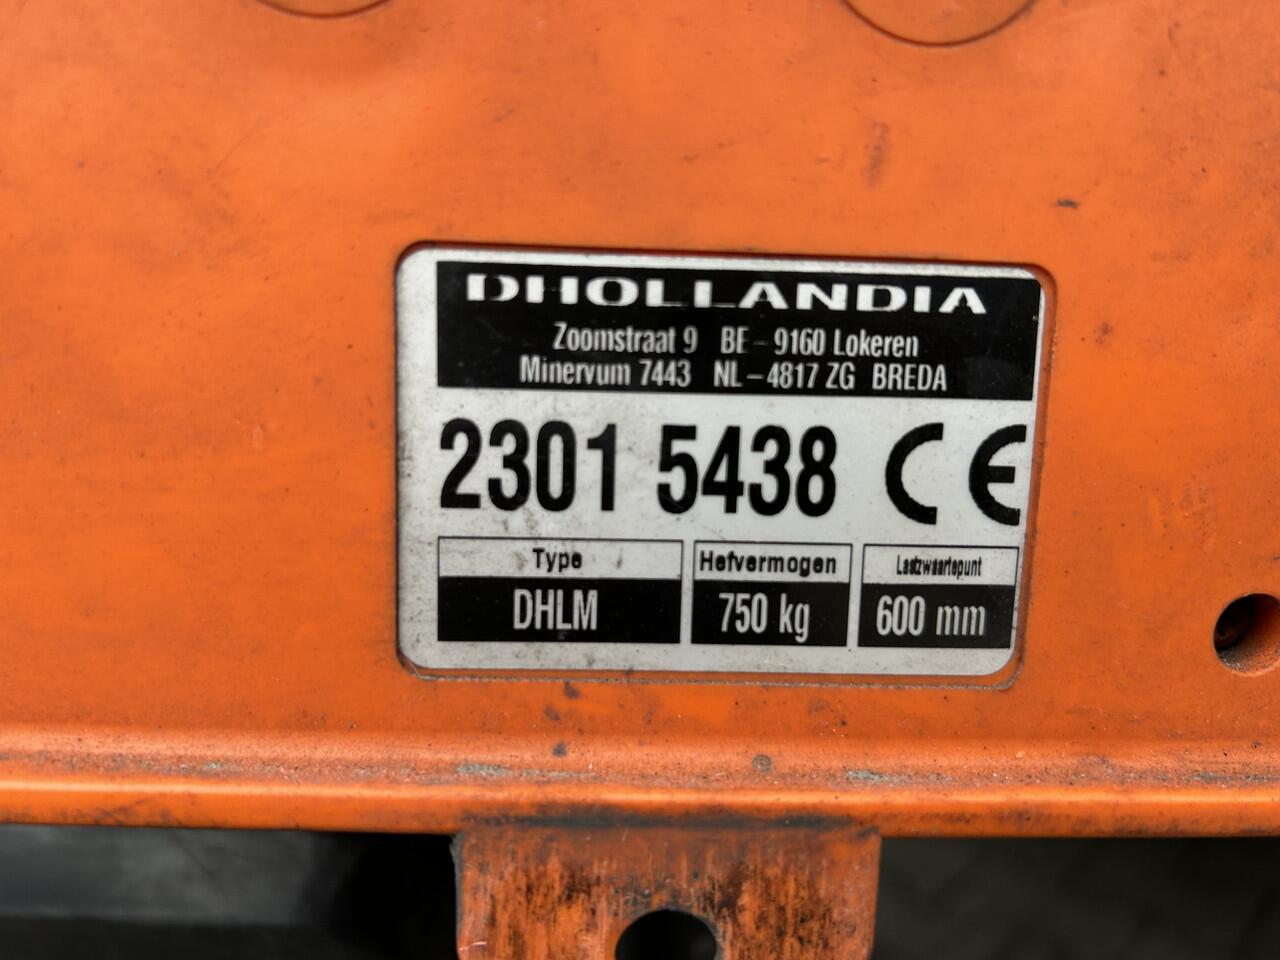 DHOLLANDIA
Zoomstraat 9 BE - 9160 Lokeren
Minervum 7443 NL - 4817 ZG BREDA
2301 5438 CE
Type Hefvermogen Lastzwaartepunt
DHLM 750 kg 600 mm